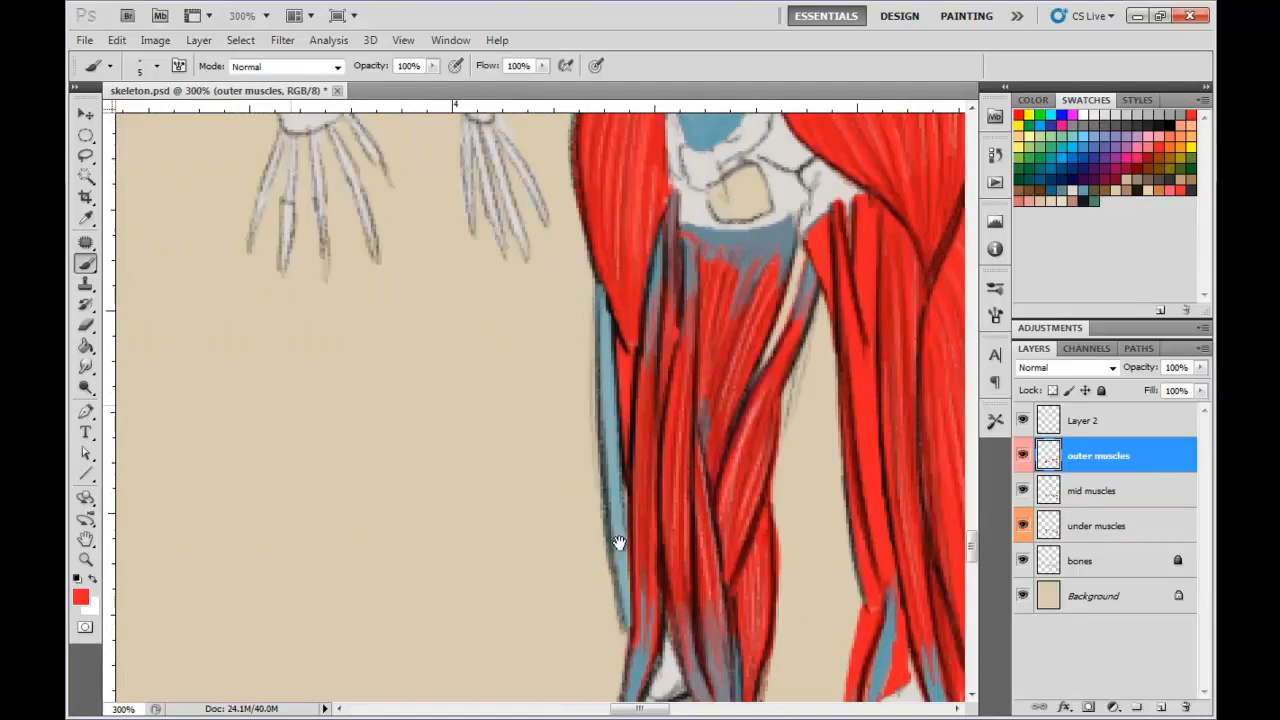 Ps Br Mb 300% ESSENTIALS DESIGN PAINTING CS Live
File Edit Image Layer Select Filter Analysis 3D View Window Help
5 Mode: Normal Opacity: 100% Flow: 100%
skeleton.psd @ 300% (outer muscles, RGB/8) *
4
COLOR SWATCHES STYLES
Mb
ADJUSTMENTS
LAYERS CHANNELS PATHS
Normal Opacity: 100%
Lock: Fill: 100%
Layer 2
outer muscles
mid muscles
under muscles
bones
Background
300% Doc: 24.1M/40.0M